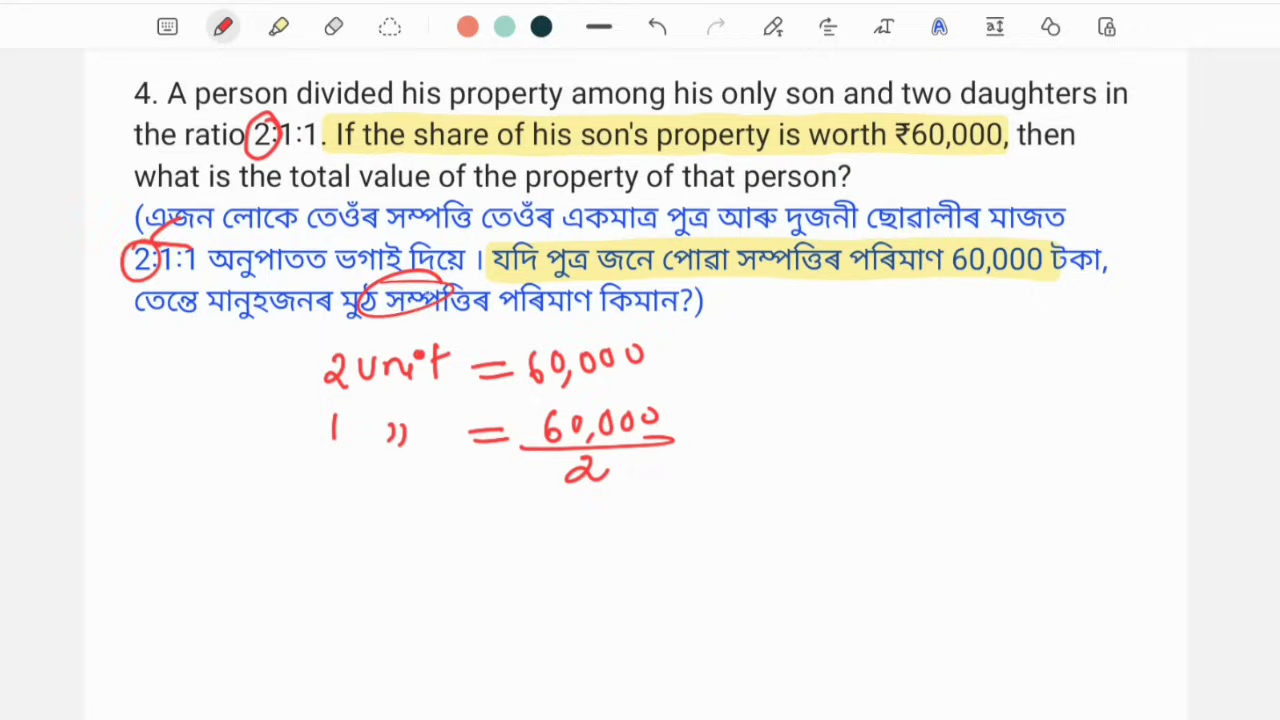 4. A person divided his property among his only son and two daughters in
the ratio 2:1:1. If the share of his son's property is worth ₹60,000, then
what is the total value of the property of that person?
(এজন লোকে তেওঁৰ সম্পত্তি তেওঁৰ একমাত্ৰ পুত্ৰ আৰু দুজনী ছোৱালীৰ মাজত
2:1:1 অনুপাতত ভগাই দিয়ে । যদি পুত্ৰ জনে পোৱা সম্পত্তিৰ পৰিমাণ 60,000 টকা,
তেন্তে মানুহজনৰ মুঠ সম্পত্তিৰ পৰিমাণ কিমান?)
2 unit = 60,000
1 " = 60,000
2